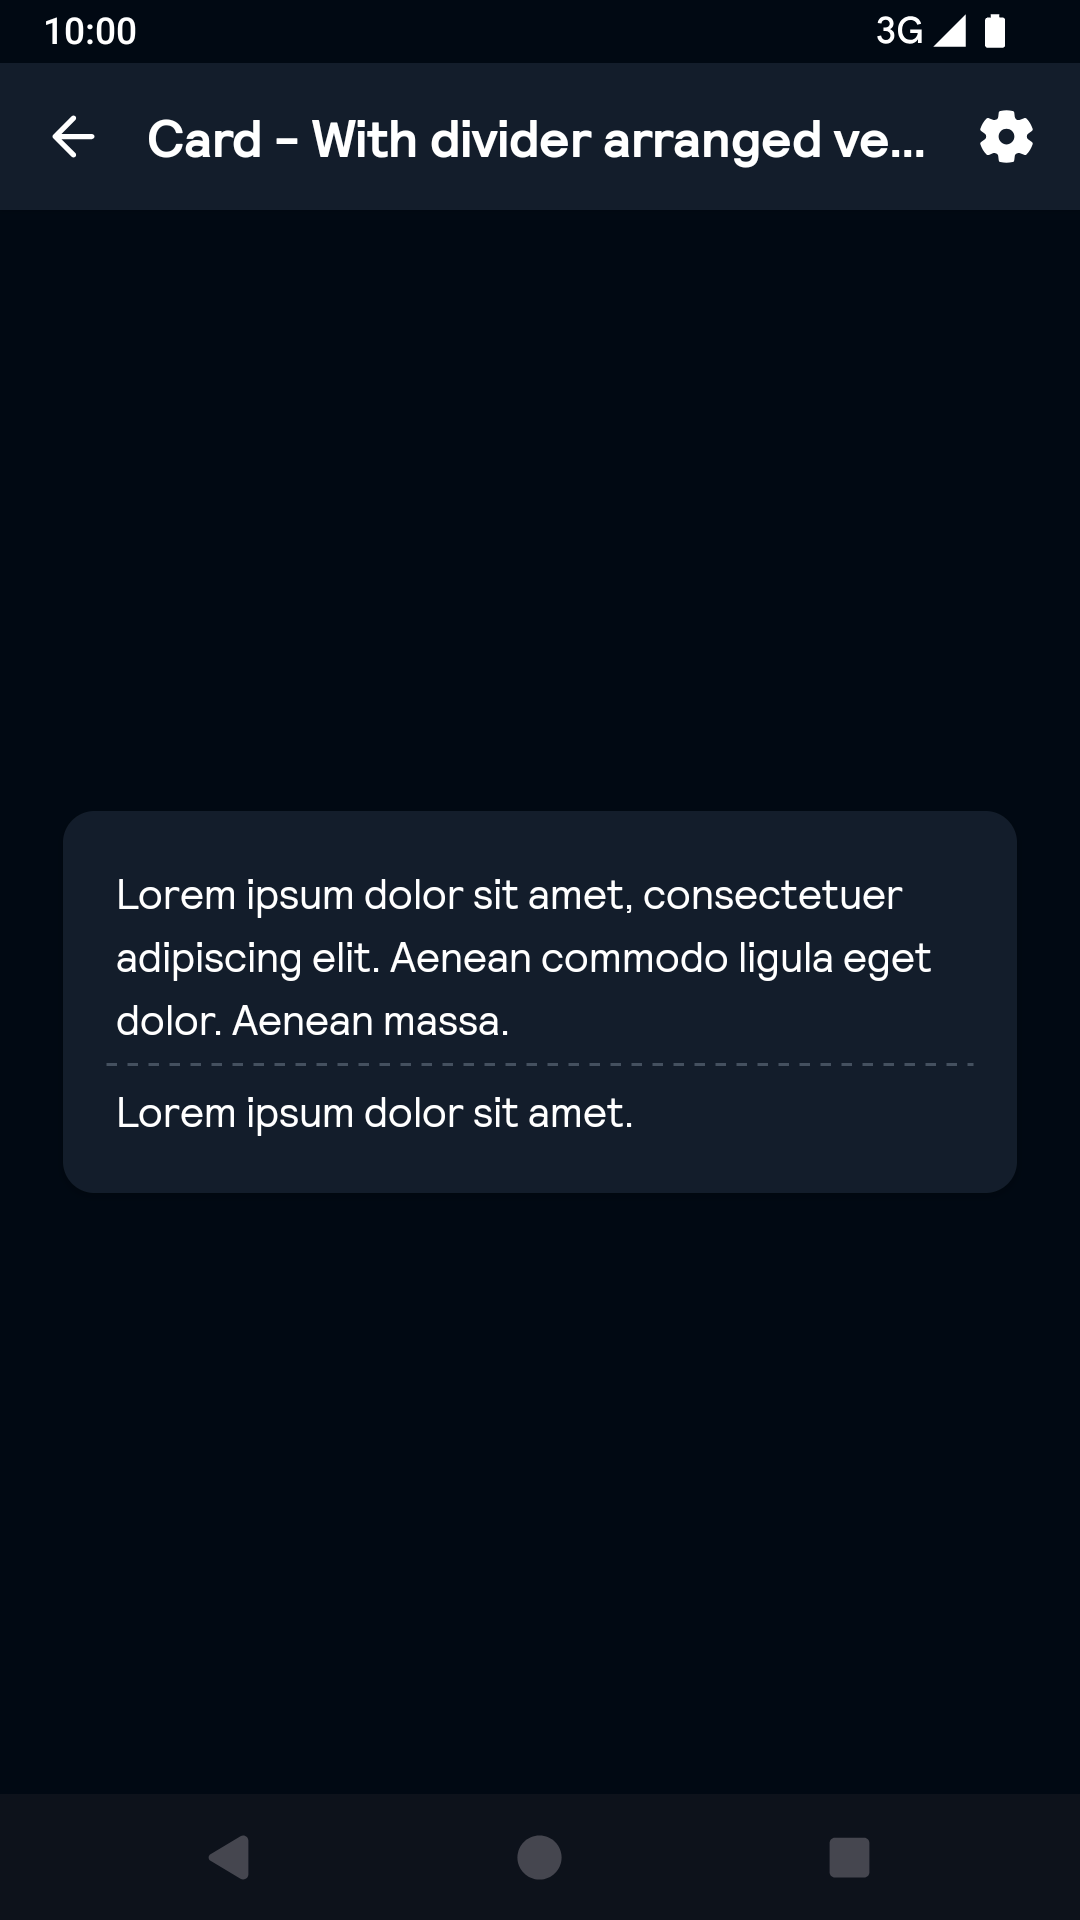 10:00 3G
Card - With divider arranged ve...
Lorem ipsum dolor sit amet, consectetuer
adipiscing elit. Aenean commodo ligula eget
dolor. Aenean massa.
Lorem ipsum dolor sit amet.